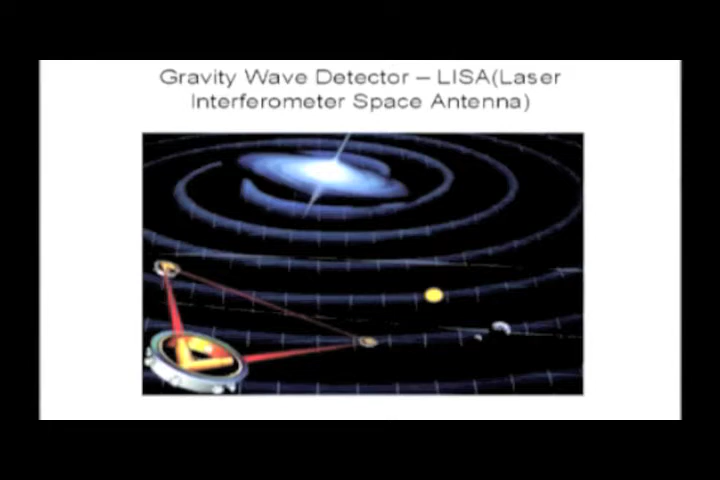 Gravity Wave Detector – LISA(Laser
Interferometer Space Antenna)